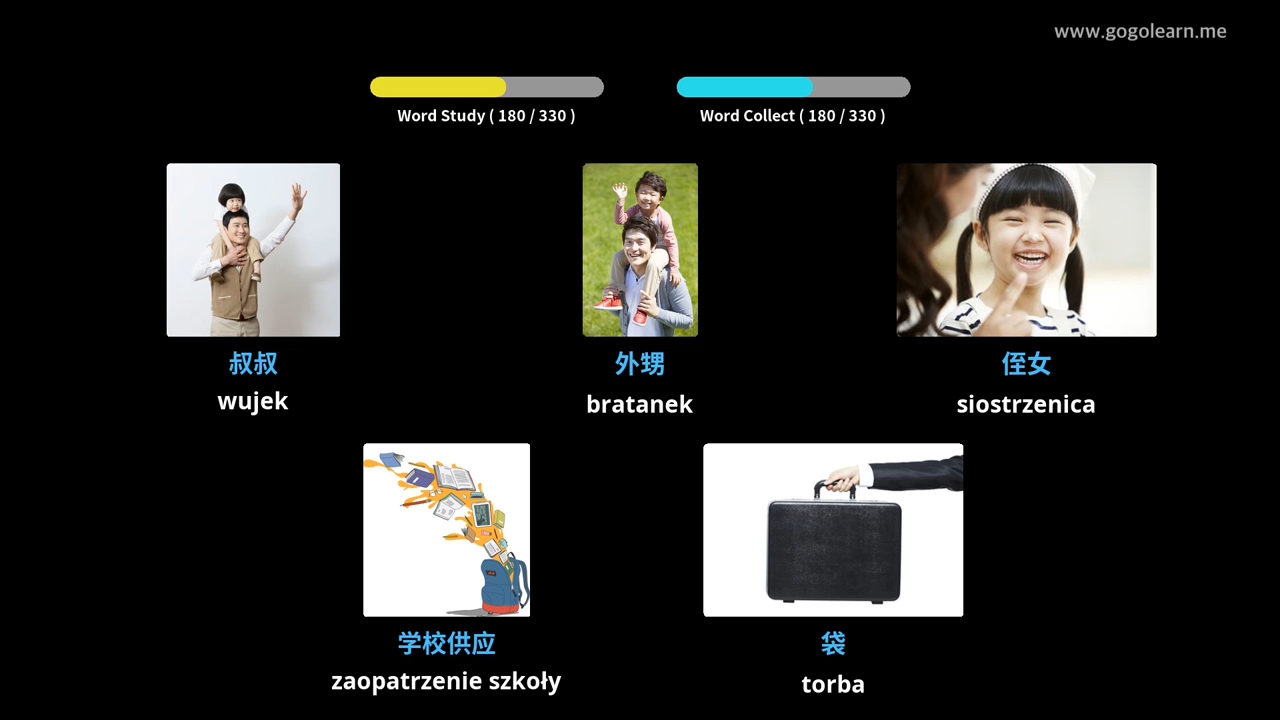 www.gogolearn.me
Word Study ( 180 / 330 )
Word Collect ( 180 / 330 )
叔叔
wujek
外甥
bratanek
侄女
siostrzenica
学校供应
zaopatrzenie szkoły
袋
torba